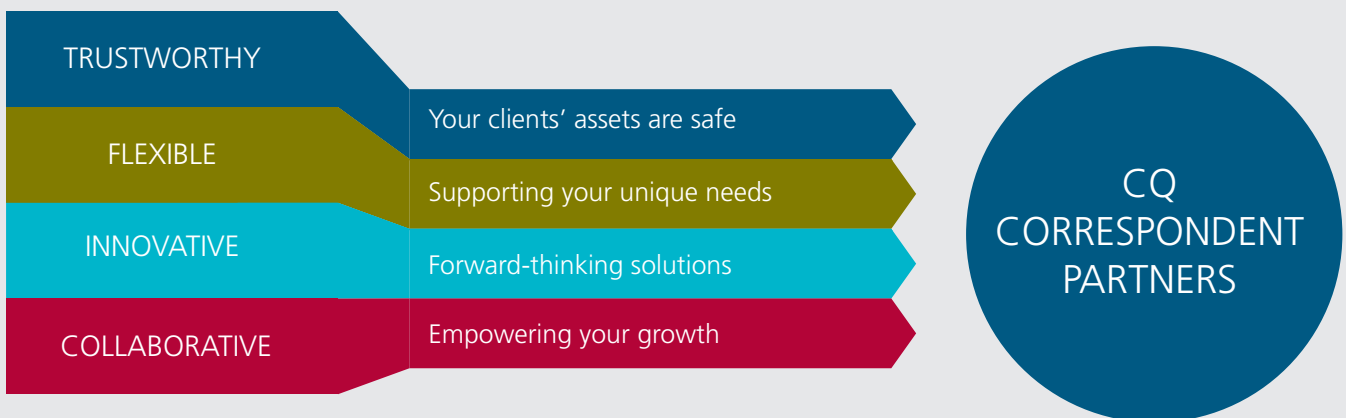 TRUSTWORTHY
Your clients’ assets are safe
FLEXIBLE
Supporting your unique needs
INNOVATIVE
Forward-thinking solutions
COLLABORATIVE
Empowering your growth
CQ
CORRESPONDENT
PARTNERS